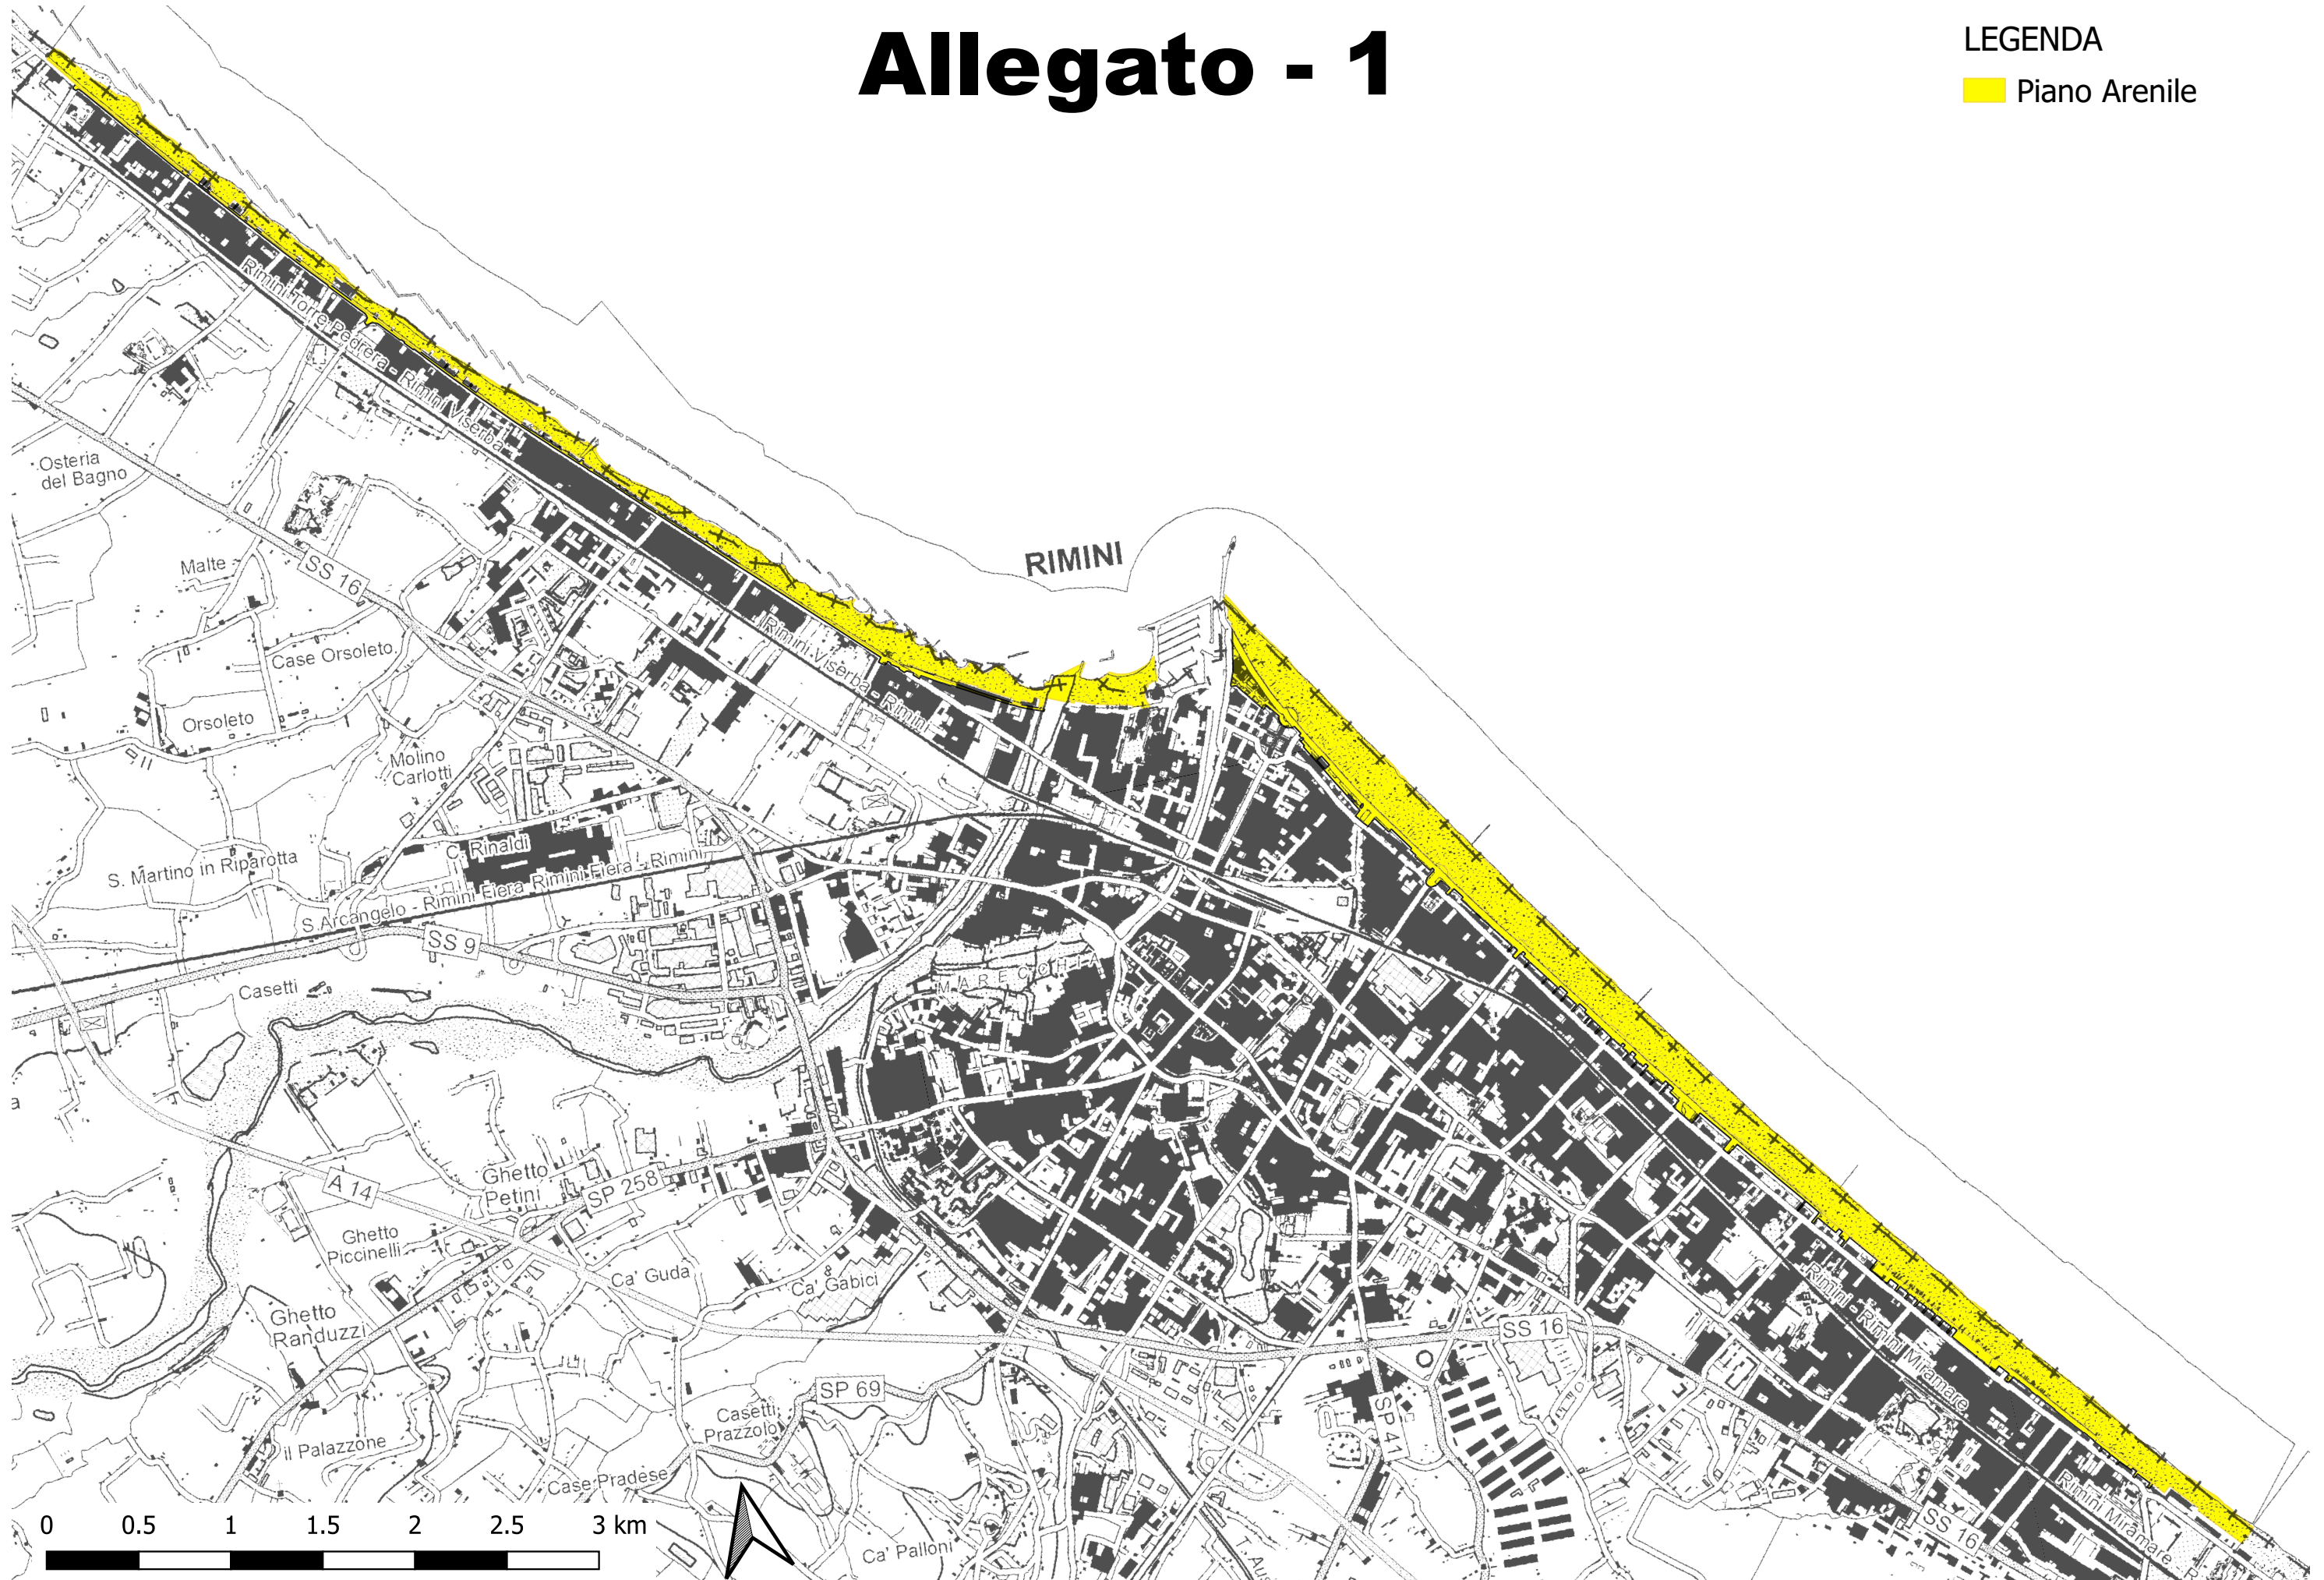 Allegato - 1
LEGENDA
Piano Arenile
Rimini Torre Pedrera - Rimini Viserba
Osteria
del Bagno
SS 16
Malte
RIMINI
Case Orsoleto
Orsoleto
Rimini Viserba - Rimini
Molino
Carlotti
C. Rinaldi
S. Martino in Riparotta
S.Arcangelo - Rimini Fiera Rimini Fiera - Rimini
SS 9
Casetti
MARECCHIA
a
A 14
Ghetto
Petini
SP 258
Ghetto
Piccinelli
Ca' Guda
Ca' Gabici
Ghetto
Randuzzi
Rimini - Rimini Miramare
SS 16
SP 69
Casetti
Prazzolo
SP 41
il Palazzone
Case Pradese
Rimini Miramare
SS 16
Ca' Palloni
0 0.5 1 1.5 2 2.5 3 km